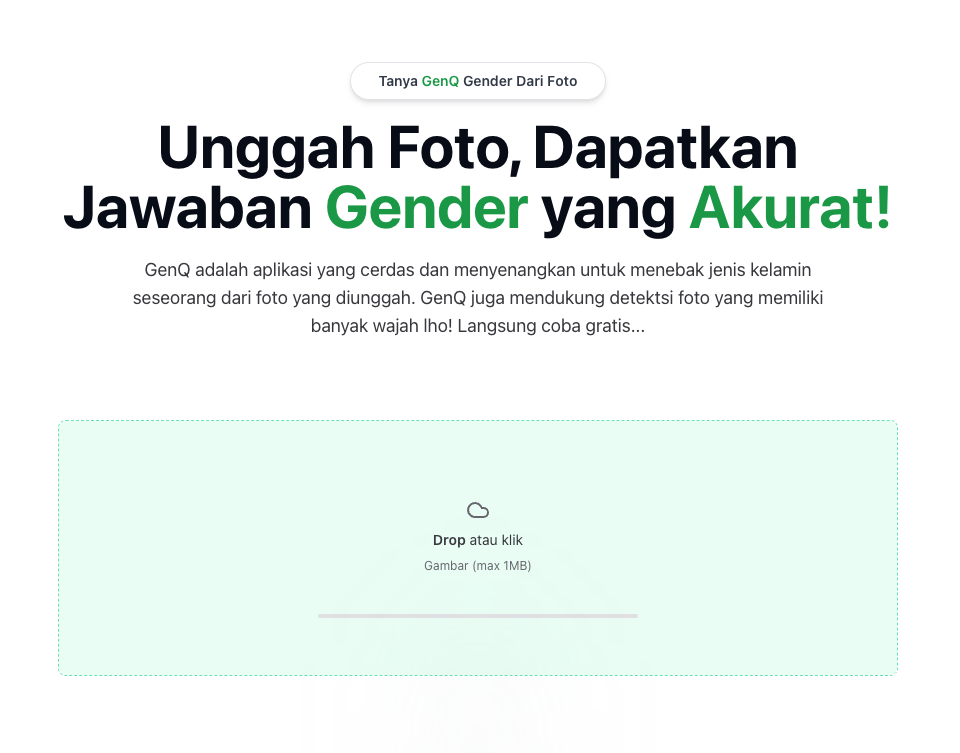 Tanya GenQ Gender Dari Foto
Unggah Foto, Dapatkan
Jawaban Gender yang Akurat!
GenQ adalah aplikasi yang cerdas dan menyenangkan untuk menebak jenis kelamin
seseorang dari foto yang diunggah. GenQ juga mendukung detektsi foto yang memiliki
banyak wajah lho! Langsung coba gratis...
Drop atau klik
Gambar (max 1MB)